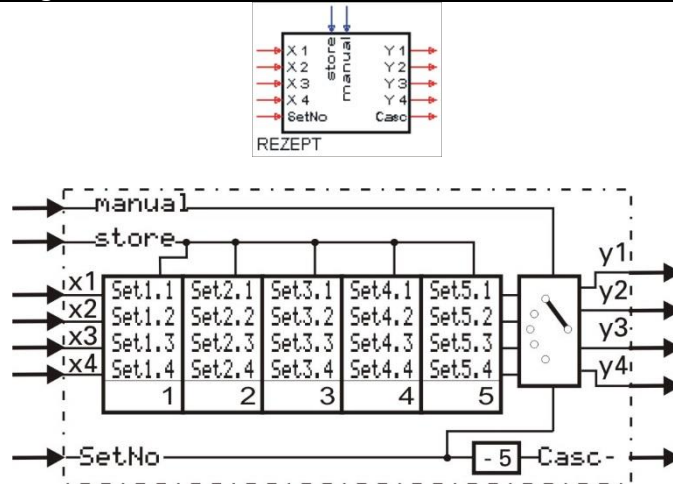 store manual
X 1 Y 1
X 2 Y 2
X 3 Y 3
X 4 Y 4
SetNo Casc
REZEPT
manual
store
x1 Set1.1 Set2.1 Set3.1 Set4.1 Set5.1 y1
x2 Set1.2 Set2.2 Set3.2 Set4.2 Set5.2 y2
x3 Set1.3 Set2.3 Set3.3 Set4.3 Set5.3 y3
x4 Set1.4 Set2.4 Set3.4 Set4.4 Set5.4 y4
1 2 3 4 5
SetNo - 5 Casc